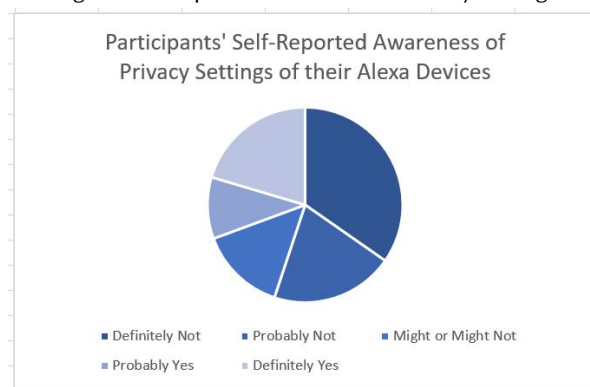 Participants' Self-Reported Awareness of
Privacy Settings of their Alexa Devices
Definitely Not Probably Not Might or Might Not
Probably Yes Definitely Yes